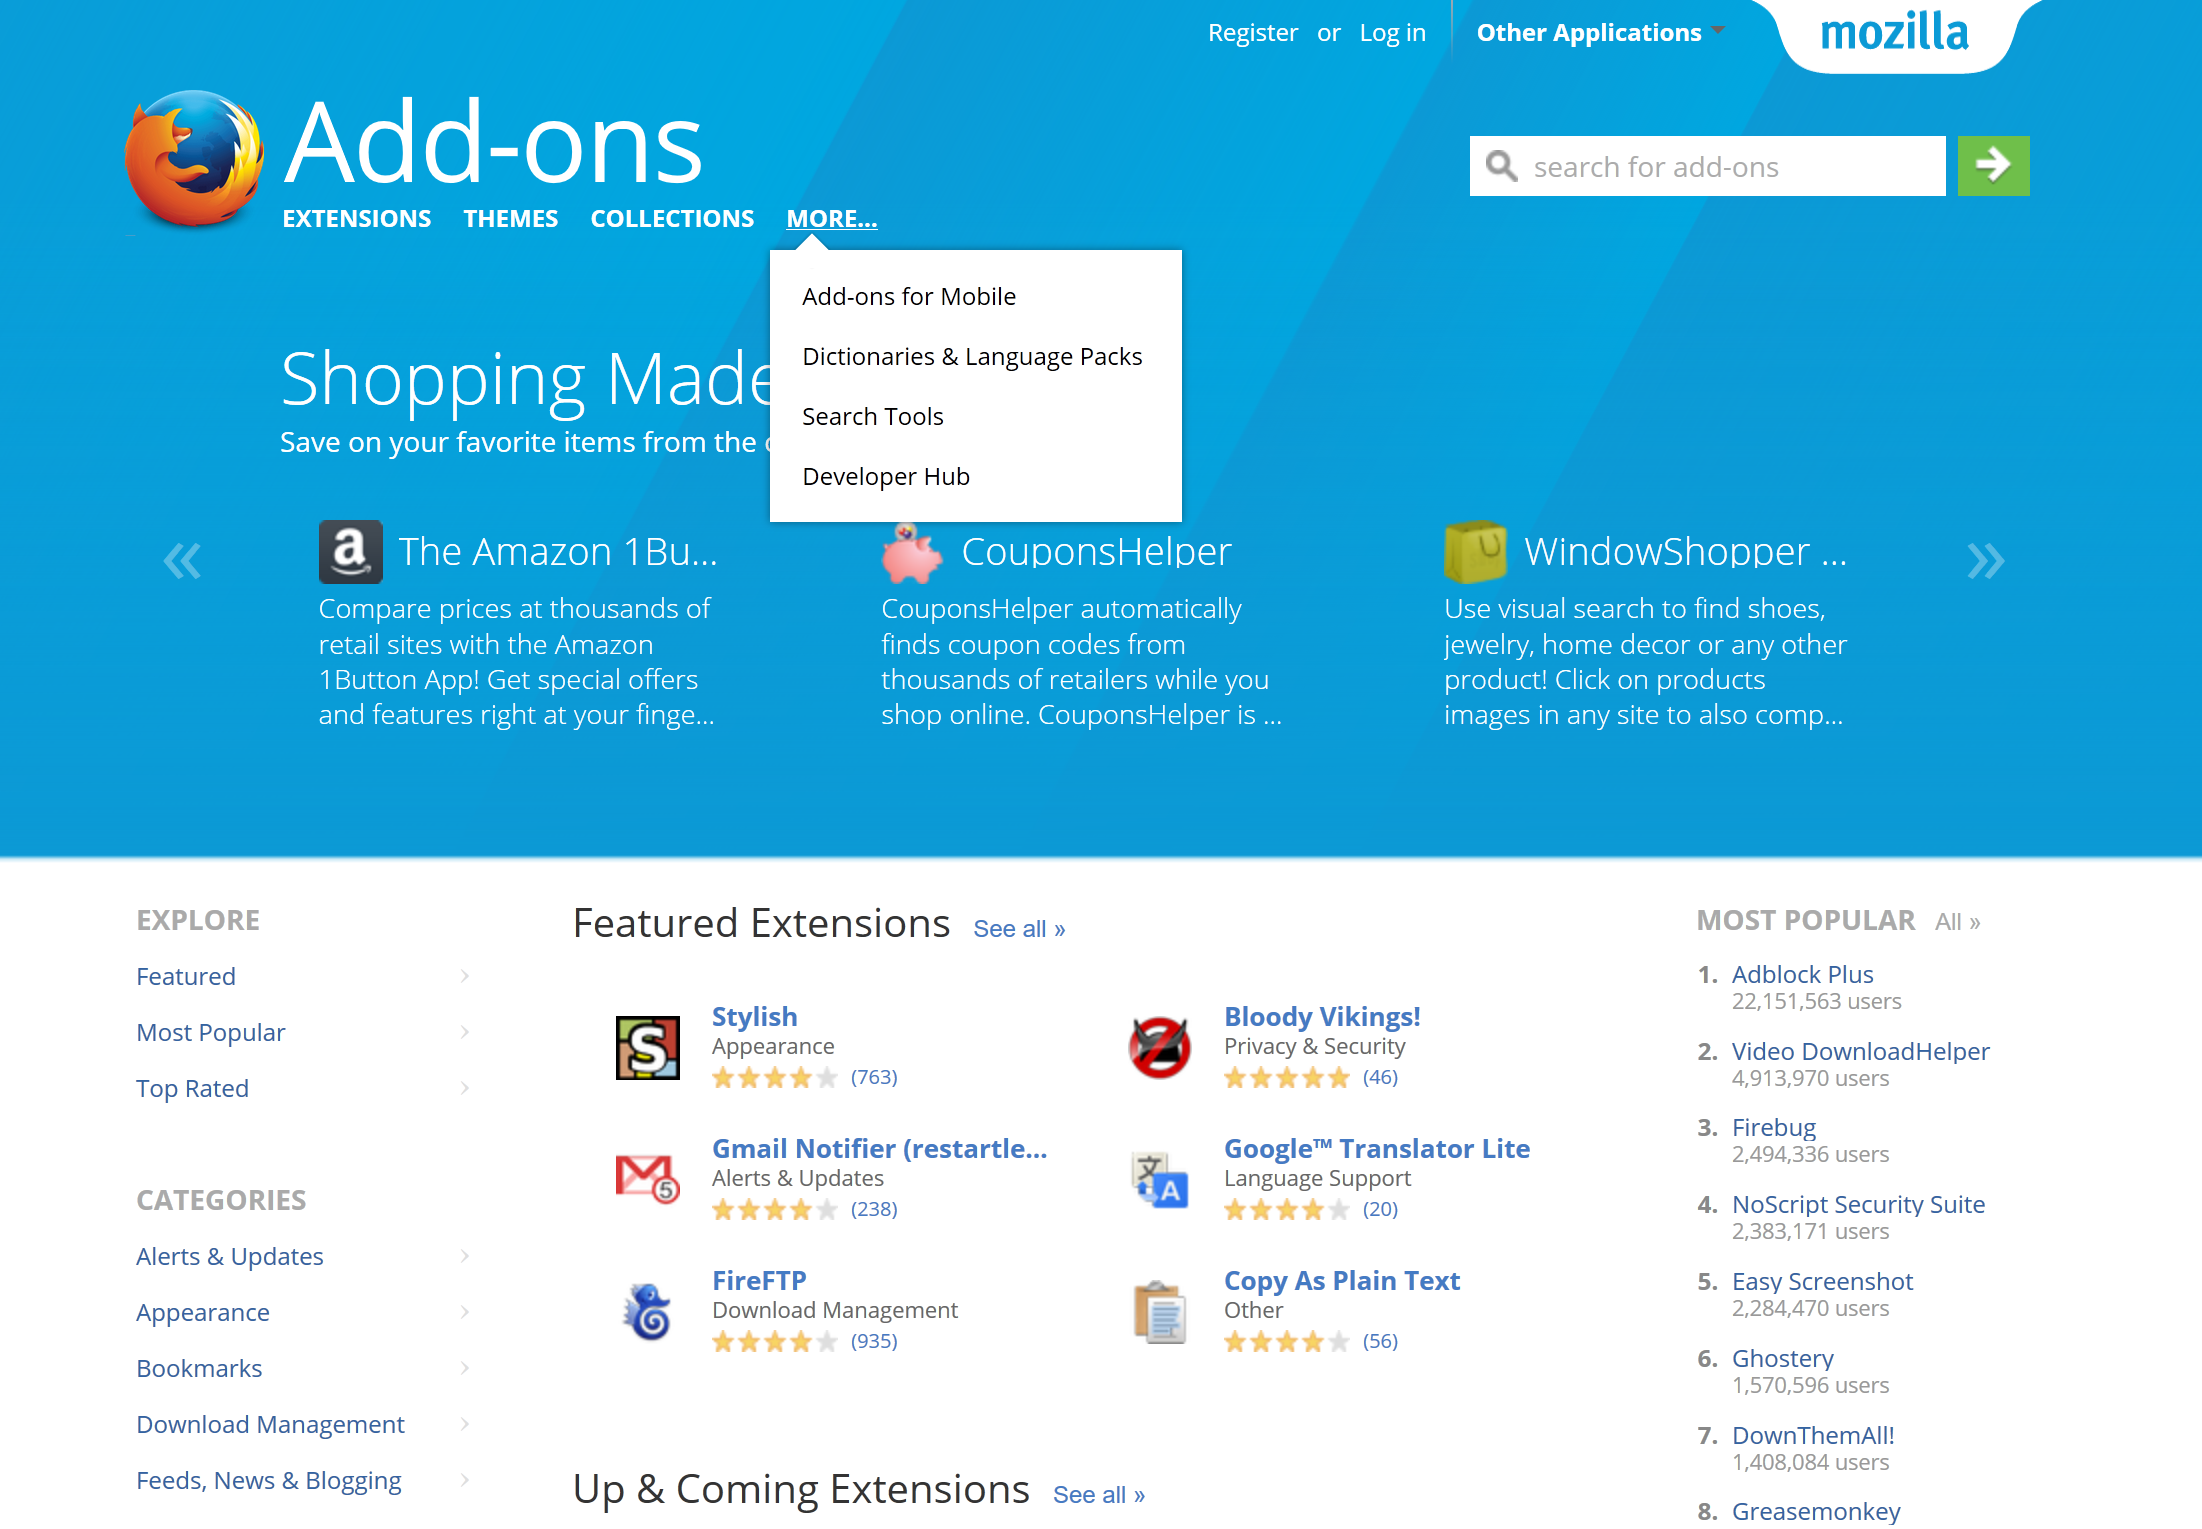 Register or Log in
Other Applications
mozilla
Add-ons
search for add-ons
EXTENSIONS THEMES COLLECTIONS MORE...
Add-ons for Mobile
Dictionaries & Language Packs
Search Tools
Developer Hub
Shopping Made
Save on your favorite items from the
«
The Amazon 1Bu...
Compare prices at thousands of
retail sites with the Amazon
1Button App! Get special offers
and features right at your finge...
CouponsHelper
CouponsHelper automatically
finds coupon codes from
thousands of retailers while you
shop online. CouponsHelper is ...
WindowShopper ...
Use visual search to find shoes,
jewelry, home decor or any other
product! Click on products
images in any site to also comp...
»
EXPLORE
Featured
Most Popular
Top Rated
CATEGORIES
Alerts & Updates
Appearance
Bookmarks
Download Management
Feeds, News & Blogging
Featured Extensions See all »
Stylish
Appearance
(763)
Bloody Vikings!
Privacy & Security
(46)
Gmail Notifier (restartle...
Alerts & Updates
(238)
Google™ Translator Lite
Language Support
(20)
FireFTP
Download Management
(935)
Copy As Plain Text
Other
(56)
Up & Coming Extensions See all »
MOST POPULAR All »
1. Adblock Plus
22,151,563 users
2. Video DownloadHelper
4,913,970 users
3. Firebug
2,494,336 users
4. NoScript Security Suite
2,383,171 users
5. Easy Screenshot
2,284,470 users
6. Ghostery
1,570,596 users
7. DownThemAll!
1,408,084 users
8. Greasemonkey